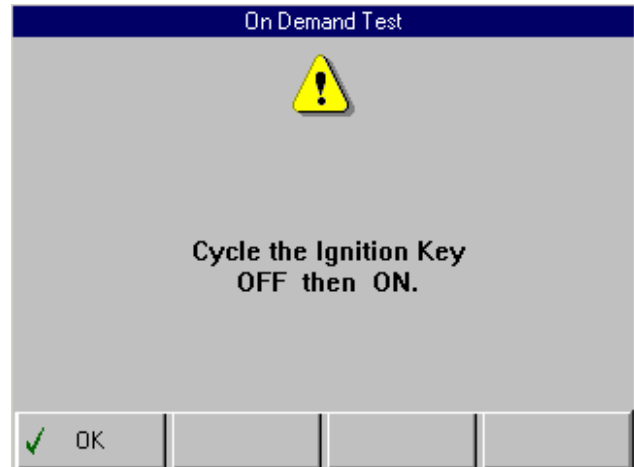 On Demand Test
Cycle the Ignition Key
OFF then ON.
OK